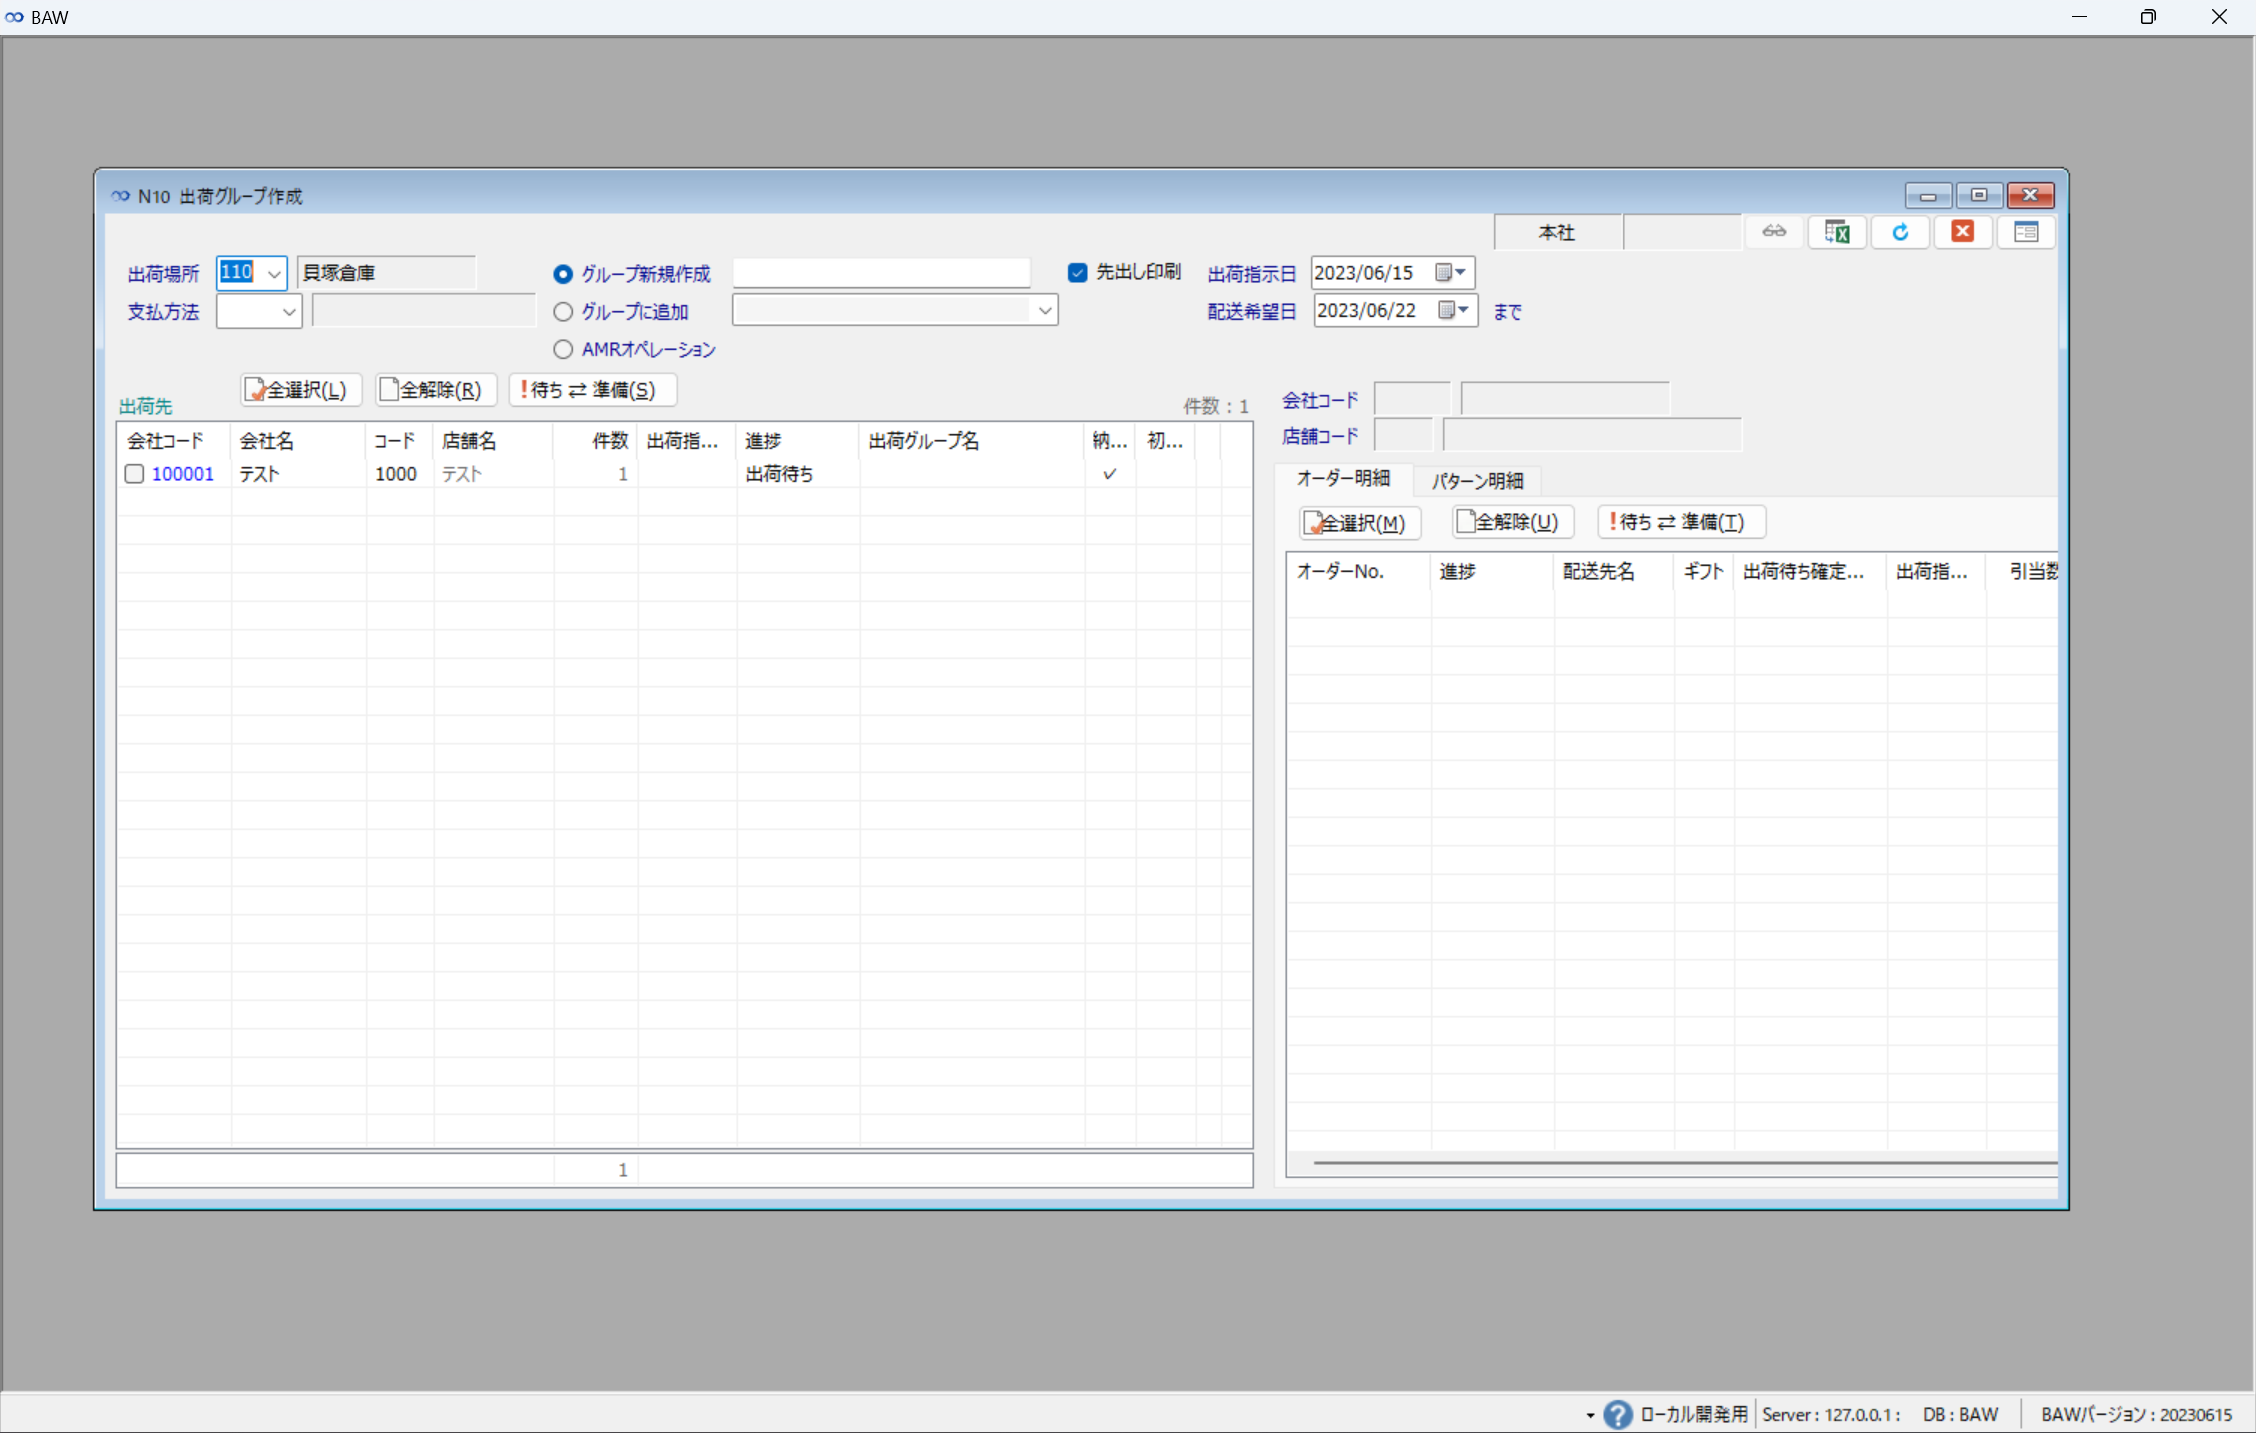 BAW
N10 出荷グループ作成
本社
出荷場所 110 貝塚倉庫 グループ新規作成 先出し印刷 出荷指示日 2023/06/15
支払方法 グループに追加 配送希望日 2023/06/22 まで
AMRオペレーション
全選択(L) 全解除(R) !待ち⇄準備(S)
出荷先 件数 : 1
会社コード
店舗コード
会社コード 会社名 コード 店舗名 件数 出荷指... 進捗 出荷グループ名 納... 初...
100001 テスト 1000 テスト 1 出荷待ち ✓
1
オーダー明細 パターン明細
全選択(M) 全解除(U) !待ち⇄準備(T)
オーダーNo. 進捗 配送先名 ギフト 出荷待ち確定... 出荷指... 引当数
ローカル開発用 Server : 127.0.0.1 : DB : BAW BAWバージョン : 20230615